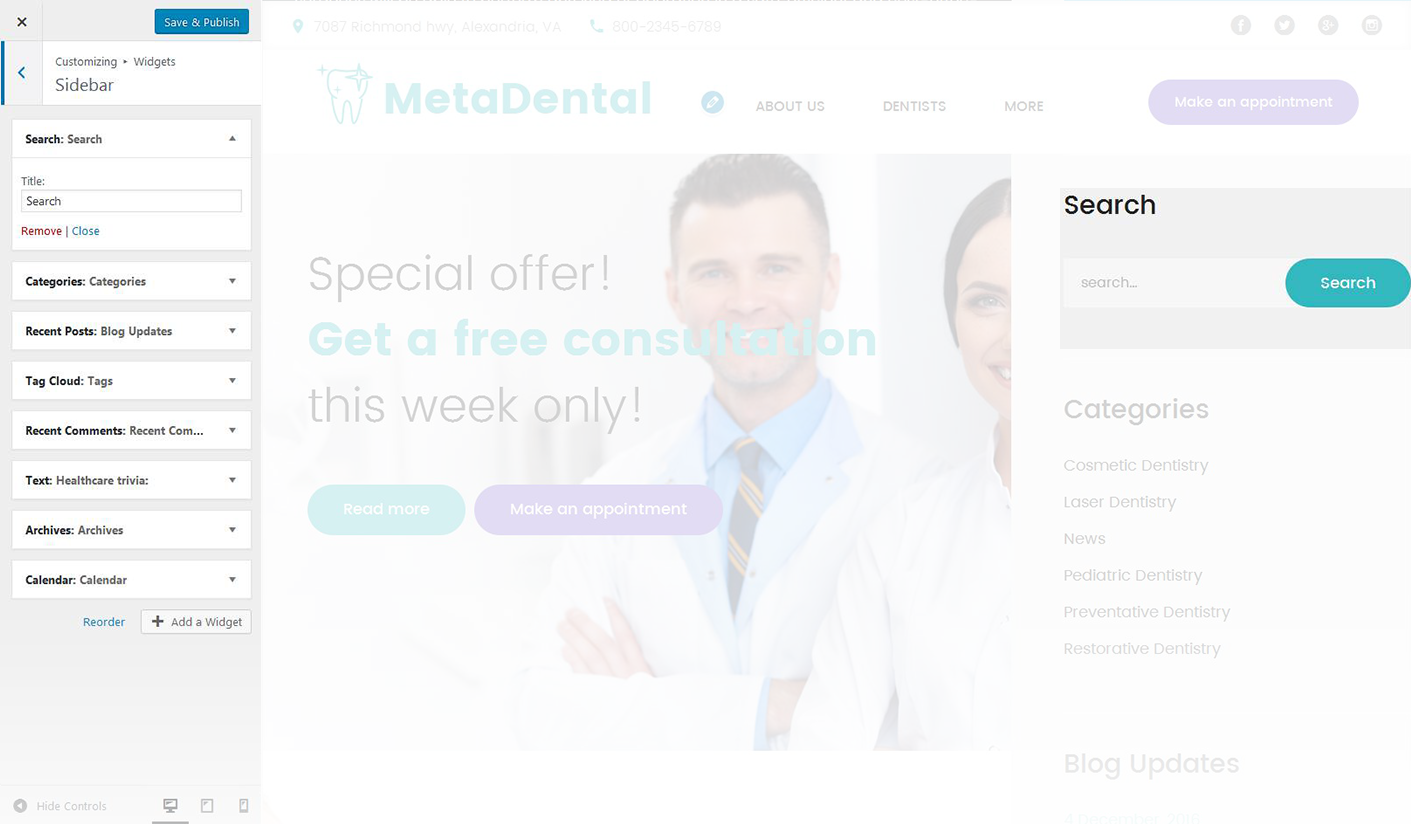 Save & Publish
Customizing ▸ Widgets
Sidebar
Search: Search
Title:
Search
Remove | Close
Categories: Categories
Recent Posts: Blog Updates
Tag Cloud: Tags
Recent Comments: Recent Com...
Text: Healthcare trivia:
Archives: Archives
Calendar: Calendar
Reorder
Add a Widget
Hide Controls
7087 Richmond hwy, Alexandria, VA 800-2345-6789
MetaDental
ABOUT US DENTISTS MORE
Make an appointment
Special offer!
Get a free consultation
this week only!
Read more Make an appointment
Search
search... Search
Categories
Cosmetic Dentistry
Laser Dentistry
News
Pediatric Dentistry
Preventative Dentistry
Restorative Dentistry
Blog Updates
4 December, 2016